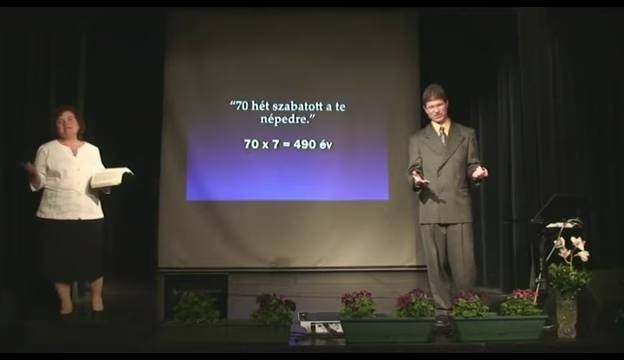 “70 hét szabatott a te
népedre.”
70 x 7 = 490 év